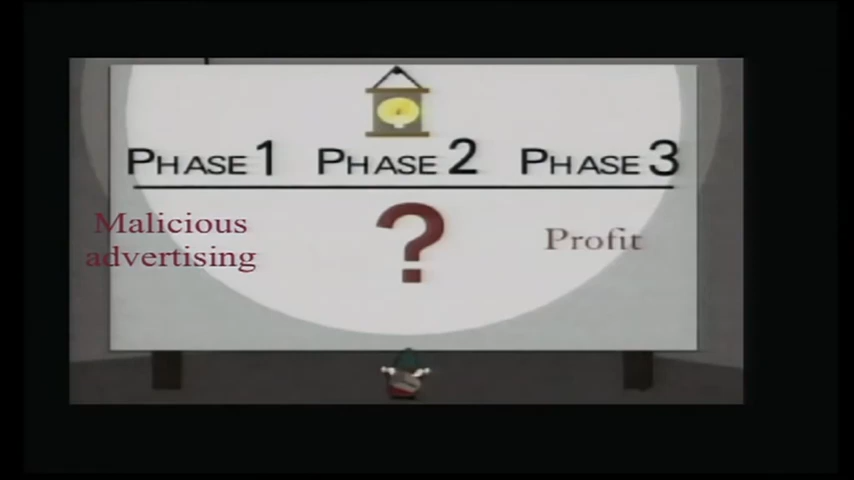 PHASE 1 PHASE 2 PHASE 3
Malicious
advertising
?
Profit